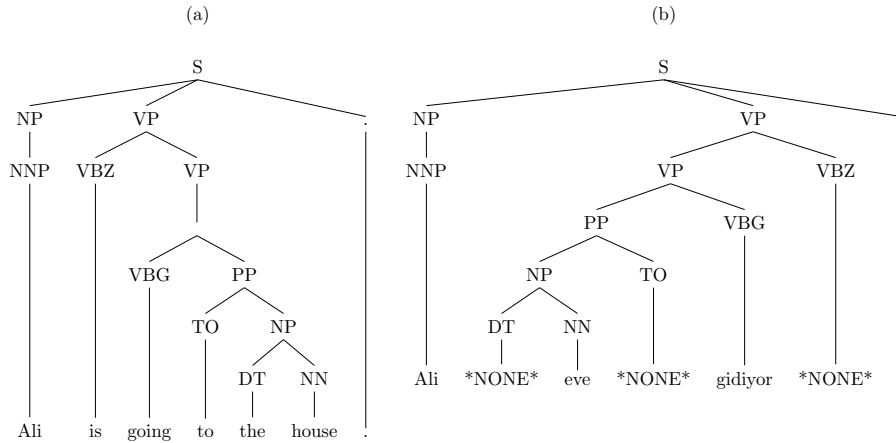 (a) (b)
S S
NP VP . NP VP
NNP VBZ VP NNP VP VBZ
PP VBG
VBG PP NP TO
TO NP DT NN
DT NN Ali *NONE* eve *NONE* gidiyor *NONE*
Ali is going to the house .